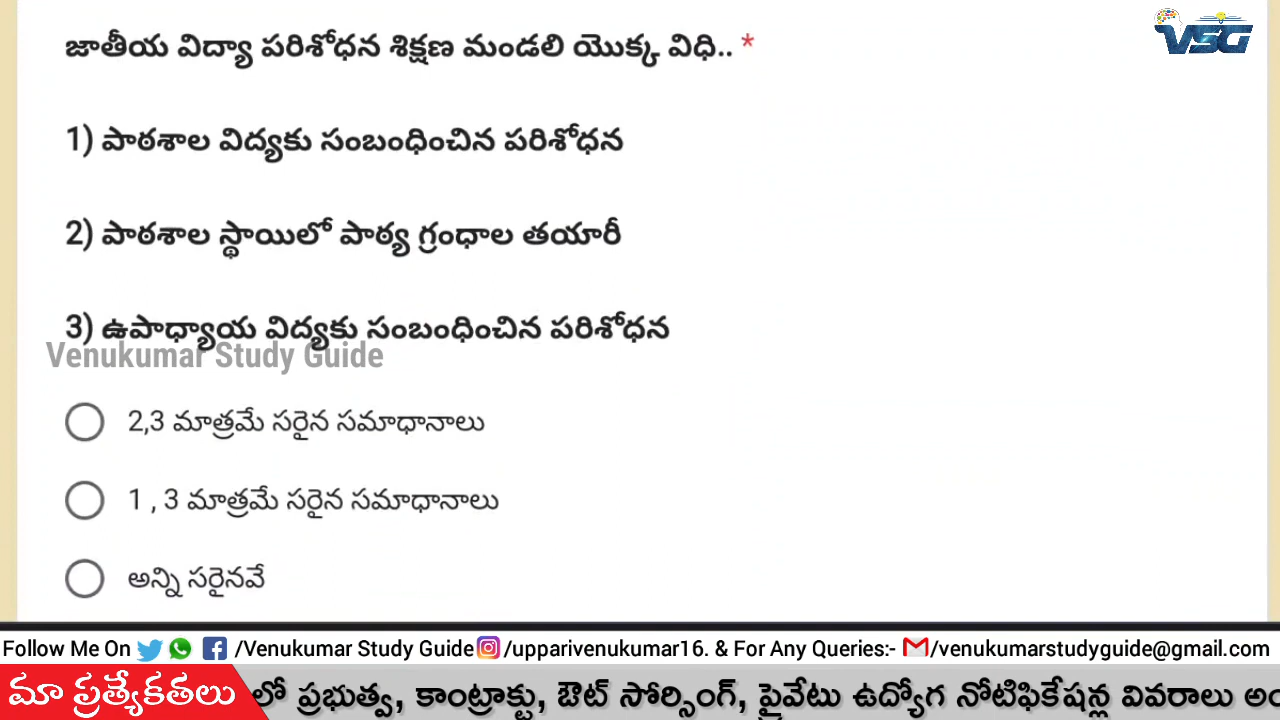 VSG
జాతీయ విద్యా పరిశోధన శిక్షణ మండలి యొక్క విధి.. *
1) పాఠశాల విద్యకు సంబంధించిన పరిశోధన
2) పాఠశాల స్థాయిలో పాఠ్య గ్రంధాల తయారీ
3) ఉపాధ్యాయ విద్యకు సంబంధించిన పరిశోధన
Venukumar Study Guide
2,3 మాత్రమే సరైన సమాధానాలు
1 , 3 మాత్రమే సరైన సమాధానాలు
అన్ని సరైనవే
Follow Me On /Venukumar Study Guide /upparivenukumar16. & For Any Queries:- /venukumarstudyguide@gmail.com
మా ప్రత్యేకతలు లో ప్రభుత్వ, కాంట్రాక్టు, ఔట్ సోర్సింగ్, పైవేటు ఉద్యోగ నోటిఫికేషన్ల వివరాలు అం